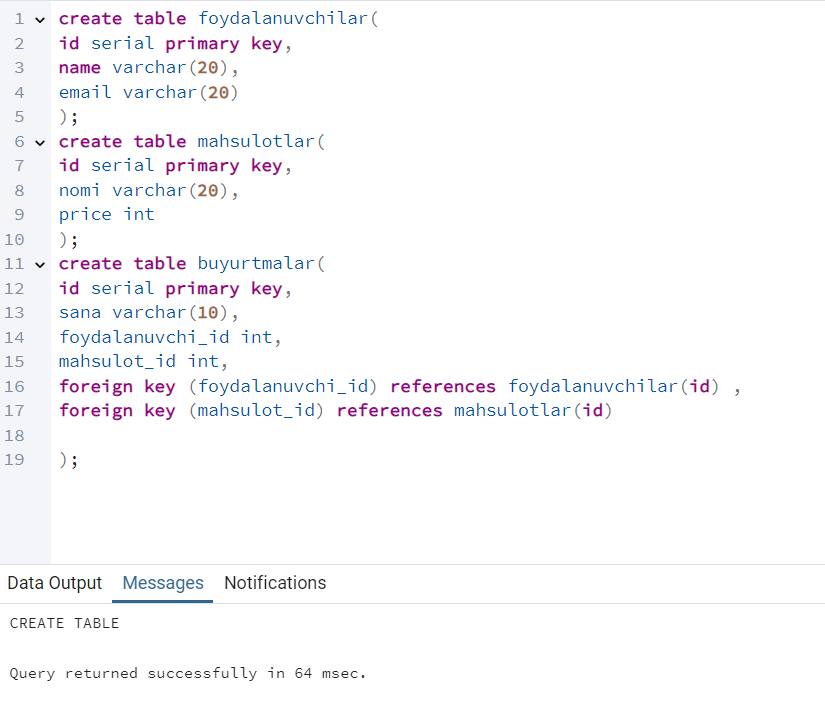 1 create table foydalanuvchilar(
2 id serial primary key,
3 name varchar(20),
4 email varchar(20)
5 );
6 create table mahsulotlar(
7 id serial primary key,
8 nomi varchar(20),
9 price int
10 );
11 create table buyurtmalar(
12 id serial primary key,
13 sana varchar(10),
14 foydalanuvchi_id int,
15 mahsulot_id int,
16 foreign key (foydalanuvchi_id) references foydalanuvchilar(id) ,
17 foreign key (mahsulot_id) references mahsulotlar(id)
18
19 );
Data Output Messages Notifications
CREATE TABLE
Query returned successfully in 64 msec.